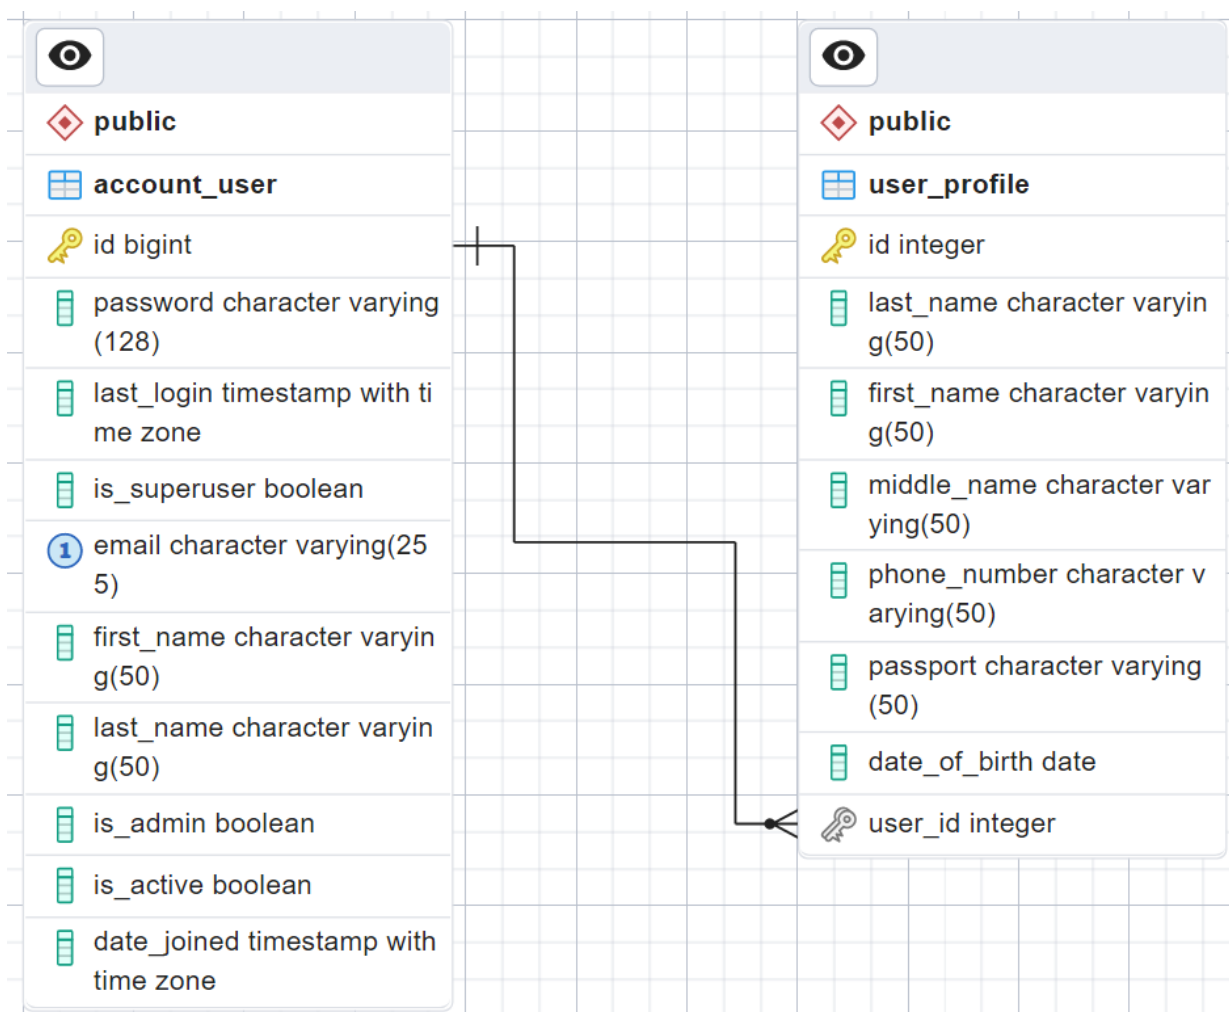 public
account_user
id bigint
password character varying
(128)
last_login timestamp with ti
me zone
is_superuser boolean
1
email character varying(25
5)
first_name character varyin
g(50)
last_name character varyin
g(50)
is_admin boolean
is_active boolean
date_joined timestamp with
time zone
public
user_profile
id integer
last_name character varyin
g(50)
first_name character varyin
g(50)
middle_name character var
ying(50)
phone_number character v
arying(50)
passport character varying
(50)
date_of_birth date
user_id integer